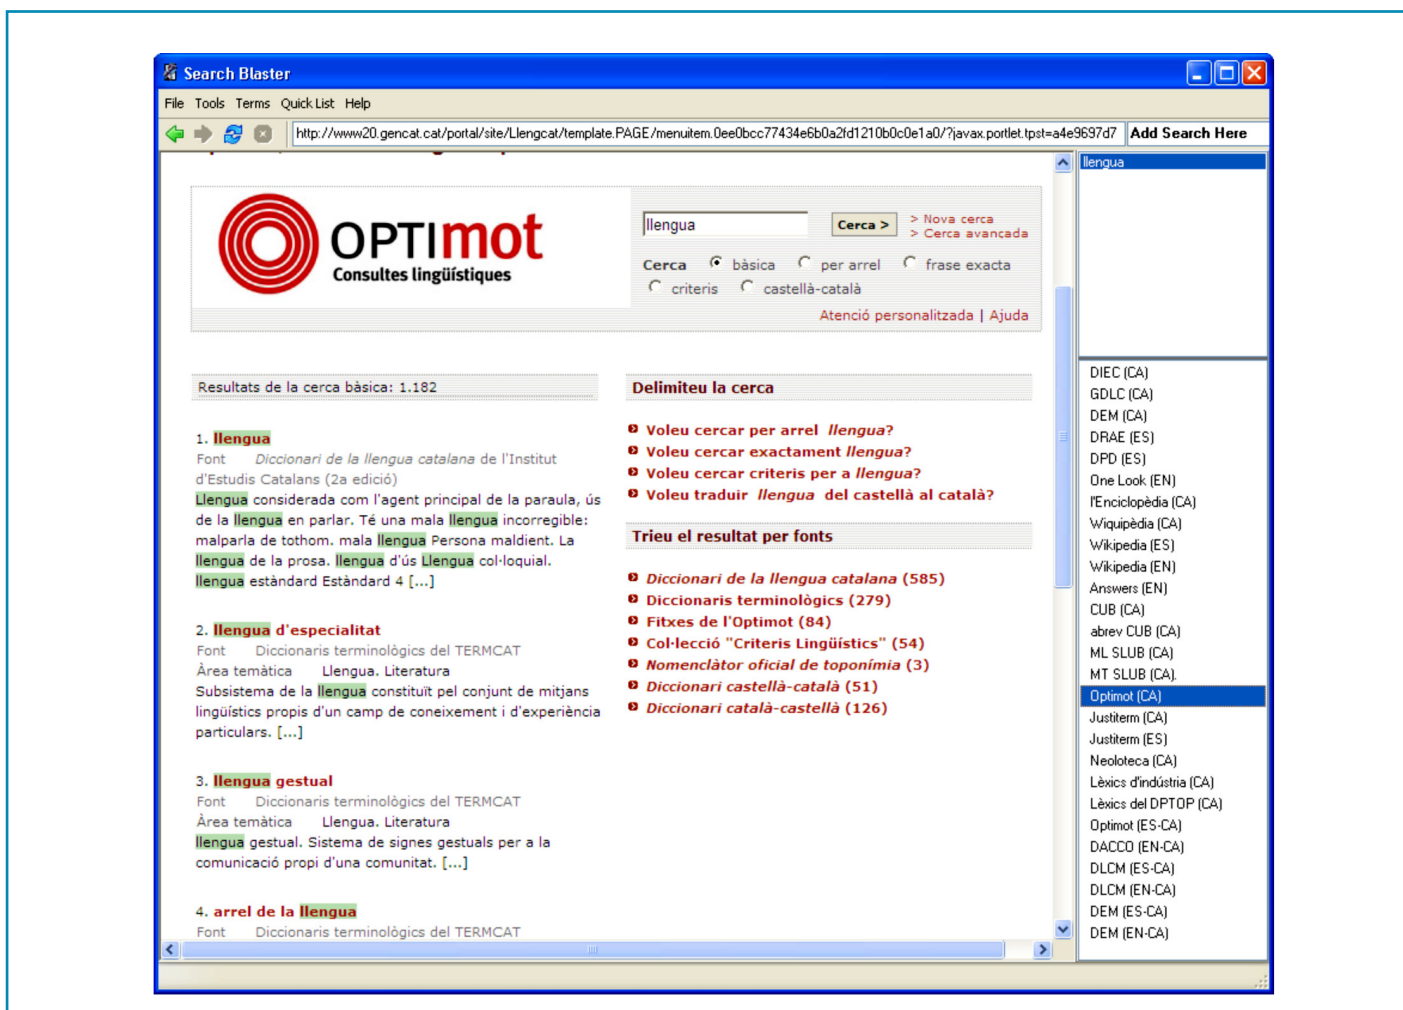 Search Blaster
File Tools Terms Quick List Help
http://www20.gencat.cat/portal/site/Llengcat/template.PAGE/menuitem.0ee0bcc77434e6b0a2fd1210b0c0e1a0/?javax.portlet.tpst=a4e9697d7 Add Search Here
llengua
OPTImot
Consultes lingüístiques
llengua Cerca > > Nova cerca
> Cerca avançada
Cerca bàsica per arrel frase exacta
criteris castellà-català
Atenció personalitzada | Ajuda
Resultats de la cerca bàsica: 1.182
1. llengua
Font Diccionari de la llengua catalana de l'Institut
d'Estudis Catalans (2a edició)
Llengua considerada com l'agent principal de la paraula, ús
de la llengua en parlar. Té una mala llengua incorregible:
malparla de tothom. mala llengua Persona maldient. La
llengua de la prosa. llengua d'ús Llengua col·loquial.
llengua estàndard Estàndard 4 [...]
2. llengua d'especialitat
Font Diccionaris terminològics del TERMCAT
Àrea temàtica Llengua. Literatura
Subsistema de la llengua constituït pel conjunt de mitjans
lingüístics propis d'un camp de coneixement i d'experiència
particulars. [...]
3. llengua gestual
Font Diccionaris terminològics del TERMCAT
Àrea temàtica Llengua. Literatura
llengua gestual. Sistema de signes gestuals per a la
comunicació propi d'una comunitat. [...]
4. arrel de la llengua
Font Diccionaris terminològics del TERMCAT
Delimiteu la cerca
Voleu cercar per arrel llengua?
Voleu cercar exactament llengua?
Voleu cercar criteris per a llengua?
Voleu traduir llengua del castellà al català?
Trieu el resultat per fonts
Diccionari de la llengua catalana (585)
Diccionaris terminològics (279)
Fitxes de l'Optimot (84)
Col·lecció "Criteris Lingüístics" (54)
Nomenclàtor oficial de toponímia (3)
Diccionari castellà-català (51)
Diccionari català-castellà (126)
DIEC (CA)
GDLC (CA)
DEM (CA)
DRAE (ES)
DPD (ES)
One Look (EN)
l'Enciclopèdia (CA)
Wiquipèdia (CA)
Wikipedia (ES)
Wikipedia (EN)
Answers (EN)
CUB (CA)
abrev CUB (CA)
ML SLUB (CA)
MT SLUB (CA).
Optimot (CA)
Justiterm (CA)
Justiterm (ES)
Neoloteca (CA)
Lèxics d'indústria (CA)
Lèxics del DPTOP (CA)
Optimot (ES-CA)
DACCO (EN-CA)
DLCM (ES-CA)
DLCM (EN-CA)
DEM (ES-CA)
DEM (EN-CA)